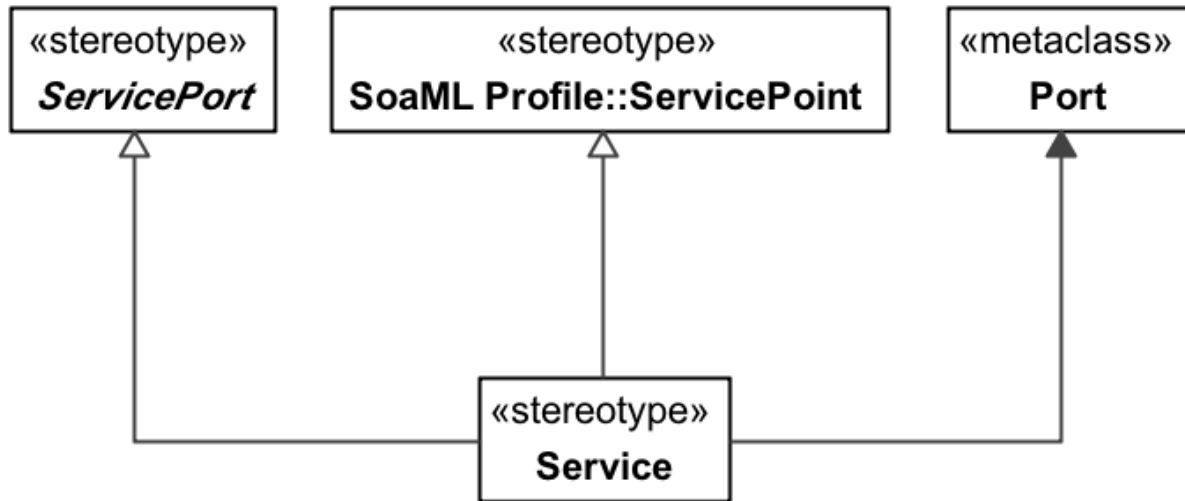 «stereotype»
ServicePort
«stereotype»
SoaML Profile::ServicePoint
«metaclass»
Port
«stereotype»
Service